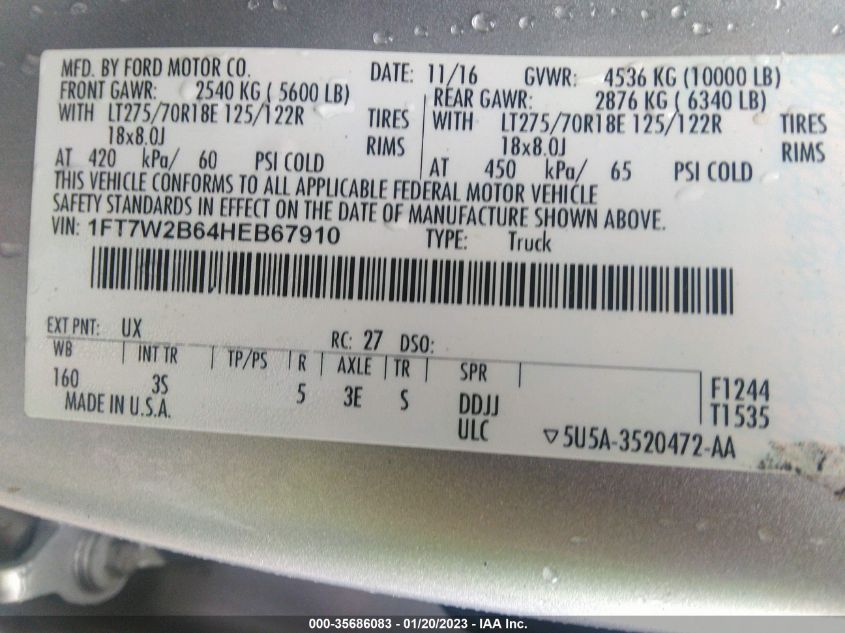 MFD. BY FORD MOTOR CO. DATE: 11/16 GVWR: 4536 KG (10000 LB)
FRONT GAWR: 2540 KG ( 5600 LB) REAR GAWR: 2876 KG ( 6340 LB)
WITH LT275/70R18E 125/122R TIRES WITH LT275/70R18E 125/122R TIRES
18x8.0J RIMS 18x8.0J RIMS
AT 420 kPa/ 60 PSI COLD AT 450 kPa/ 65 PSI COLD
THIS VEHICLE CONFORMS TO ALL APPLICABLE FEDERAL MOTOR VEHICLE
SAFETY STANDARDS IN EFFECT ON THE DATE OF MANUFACTURE SHOWN ABOVE.
VIN: 1FT7W2B64HEB67910 TYPE: Truck
EXT PNT: UX RC: 27 DSO:
WB INT TR TP/PS R AXLE TR SPR
160 3S 5 3E S DDJJ F1244
MADE IN U.S.A. ULC T1535
▽5U5A-3520472-AA
000-35686083 - 01/20/2023 - IAA Inc.